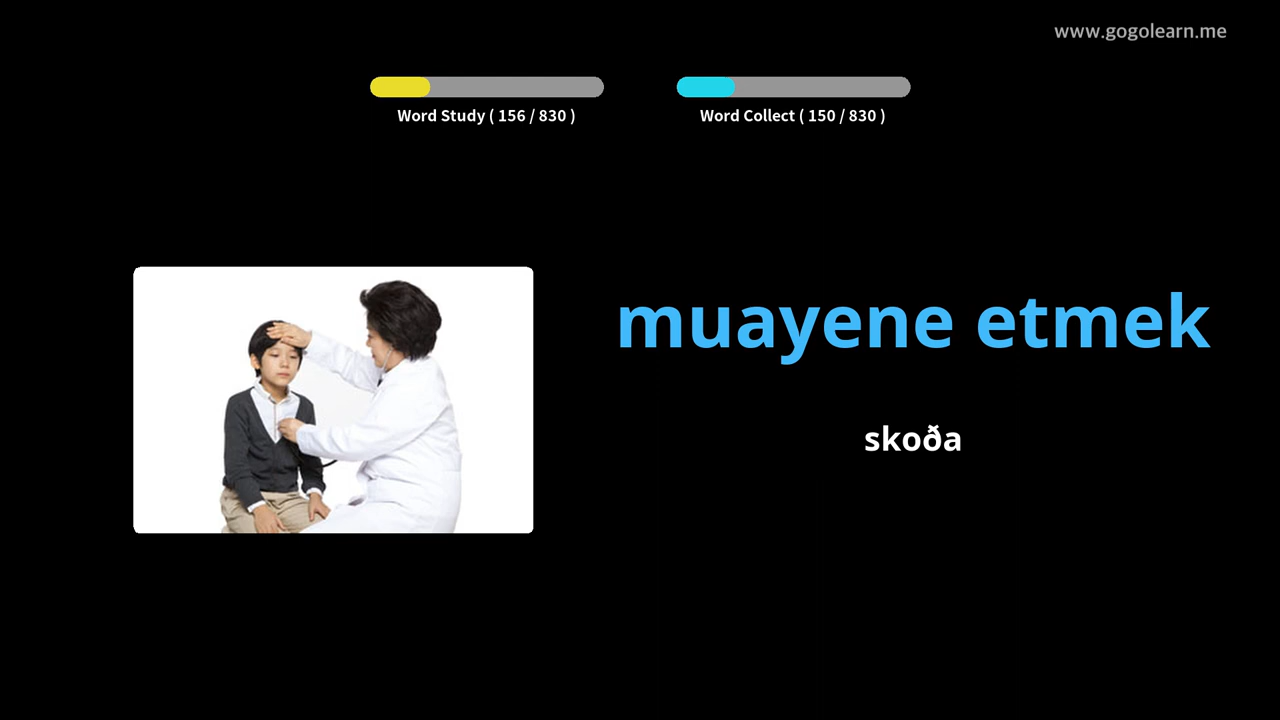 www.gogolearn.me
Word Study ( 156 / 830 )
Word Collect ( 150 / 830 )
muayene etmek
skoða